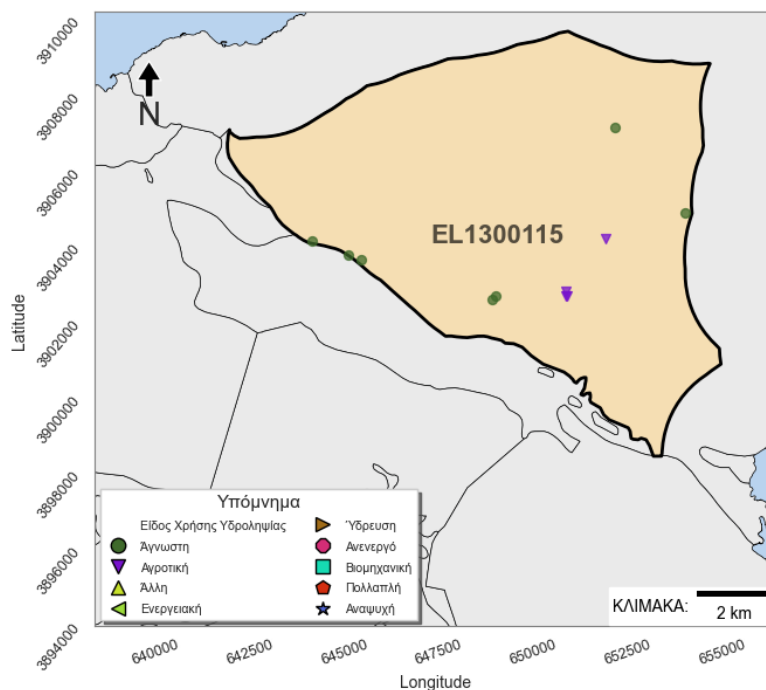 3910000
3908000
3906000
3904000
3902000
3900000
3898000
3896000
3894000
Latitude
N
EL1300115
Υπόμνημα
Είδος Χρήσης Υδροληψίας
Άγνωστη
Αγροτική
Άλλη
Ενεργειακή
Ύδρευση
Ανενεργό
Βιομηχανική
Πολλαπλή
Αναψυχή
ΚΛΙΜΑΚΑ: 2 km
640000 642500 645000 647500 650000 652500 655000
Longitude